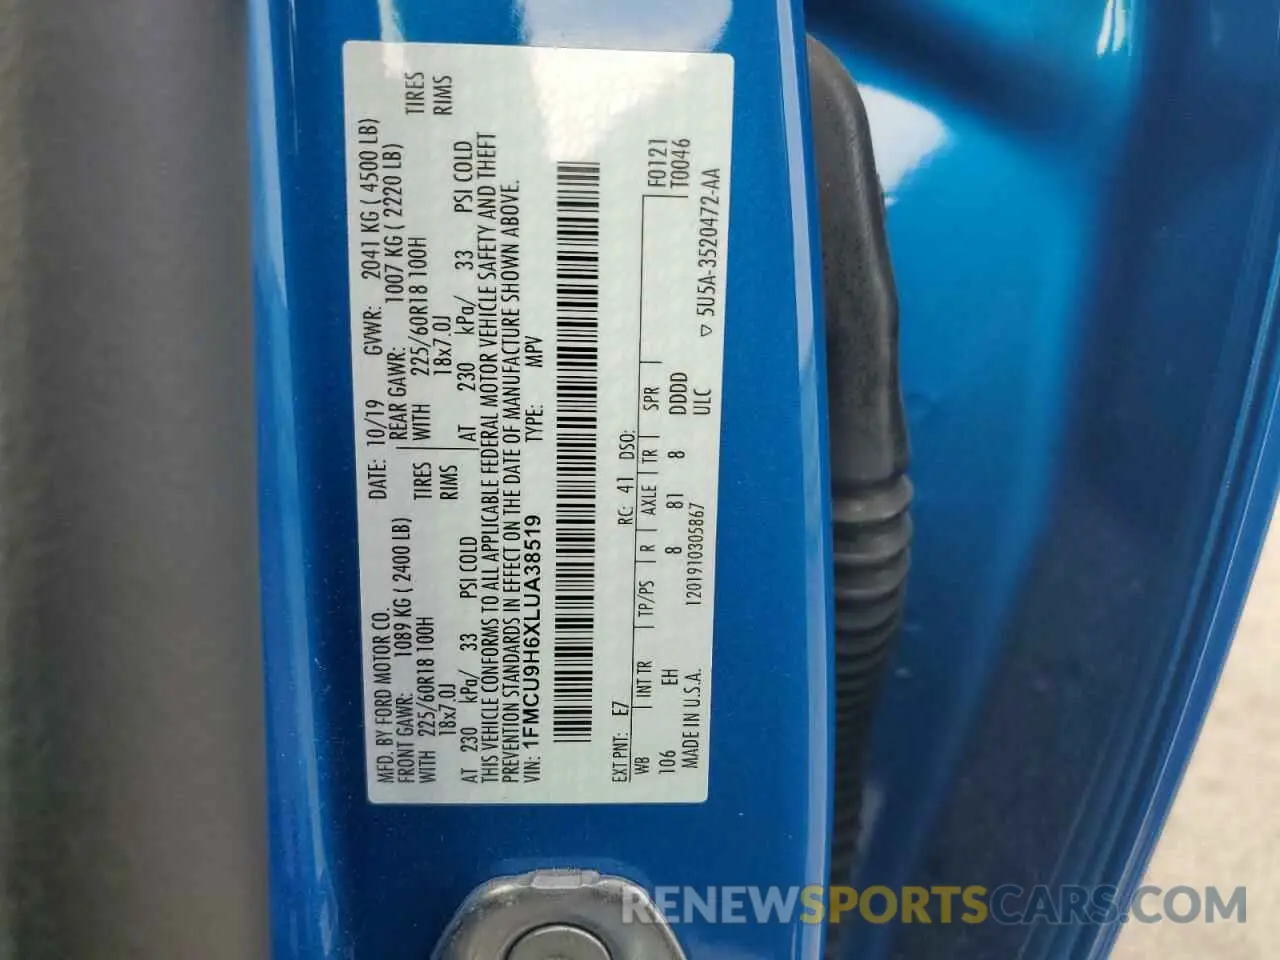 MFD. BY FORD MOTOR CO. DATE: 10/19 GVWR: 2041 KG ( 4500 LB)
FRONT GAWR: 1089 KG ( 2400 LB) REAR GAWR: 1007 KG ( 2220 LB)
WITH 225/60R18 100H TIRES WITH 225/60R18 100H TIRES
18x7.0J RIMS 18x7.0J RIMS
AT 230 kPa/ 33 PSI COLD AT 230 kPa/ 33 PSI COLD
THIS VEHICLE CONFORMS TO ALL APPLICABLE FEDERAL MOTOR VEHICLE SAFETY AND THEFT
PREVENTION STANDARDS IN EFFECT ON THE DATE OF MANUFACTURE SHOWN ABOVE.
VIN: 1FMCU9H6XLUA38519 TYPE: MPV
EXT PNT: E7 RC: 41 DSO:
WB INT TR TP/PS R AXLE TR SPR F0121
106 EH 8 81 8 DDDD T0046
MADE IN U.S.A. 1201910305867 ULC ▽ 5U5A-3520472-AA
RENEWSPORTSCARS.COM